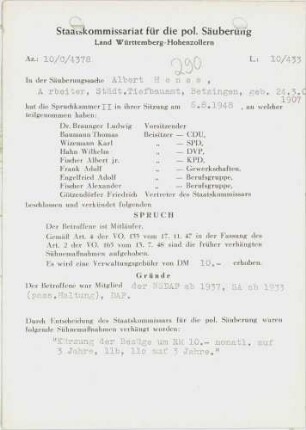 Staatskommissariat für die pol. Säuberung
Land Württemberg-Hohenzollern
Az.: 10/C/4378
L.: 10/433
290
In der Säuberungssache Albert Henes,
Arbeiter, Städt.Tiefbauamt, Betzingen, geb. 24.3.
1907
hat die Spruchkammer II in ihrer Sitzung am 6.8.1948, an welcher
teilgenommen haben:
Dr. Brauner Ludwig Vorsitzender
Baumann Thomas Beisitzer — CDU,
Wizemann Karl „ — SPD,
Hahn Wilhelm „ — DVP,
Fischer Albert jr. „ — KPD,
Frank Adolf „ — Gewerkschaften,
Engelfried Adolf „ — Berufsgruppe,
Fischer Alexander „ — Berufsgruppe,
Gützendörfer Friedrich Vertreter des Staatskommissars
beschlossen und verkündet folgenden
SPRUCH
Der Betroffene ist Mitläufer.
Gemäß Art. 4 der VO 133 vom 17. 11. 47 in der Fassung des
Art. 2 der VO. 165 vom 13. 7. 48 sind die früher verhängten
Sühnemaßnahmen aufgehoben.
Es wird eine Verwaltungsgebühr von DM 10.- erhoben.
Gründe
Der Betroffene war Mitglied der NSDAP ab 1937, SA ab 1933
(pass.Haltung), DAF.
Durch Entscheidung des Staatskommissars für die pol. Säuberung waren
folgende Sühnemaßnahmen verhängt worden:
"Kürzung der Bezüge um RM 10.- monatl. auf
3 Jahre, 11b, 11c auf 3 Jahre."